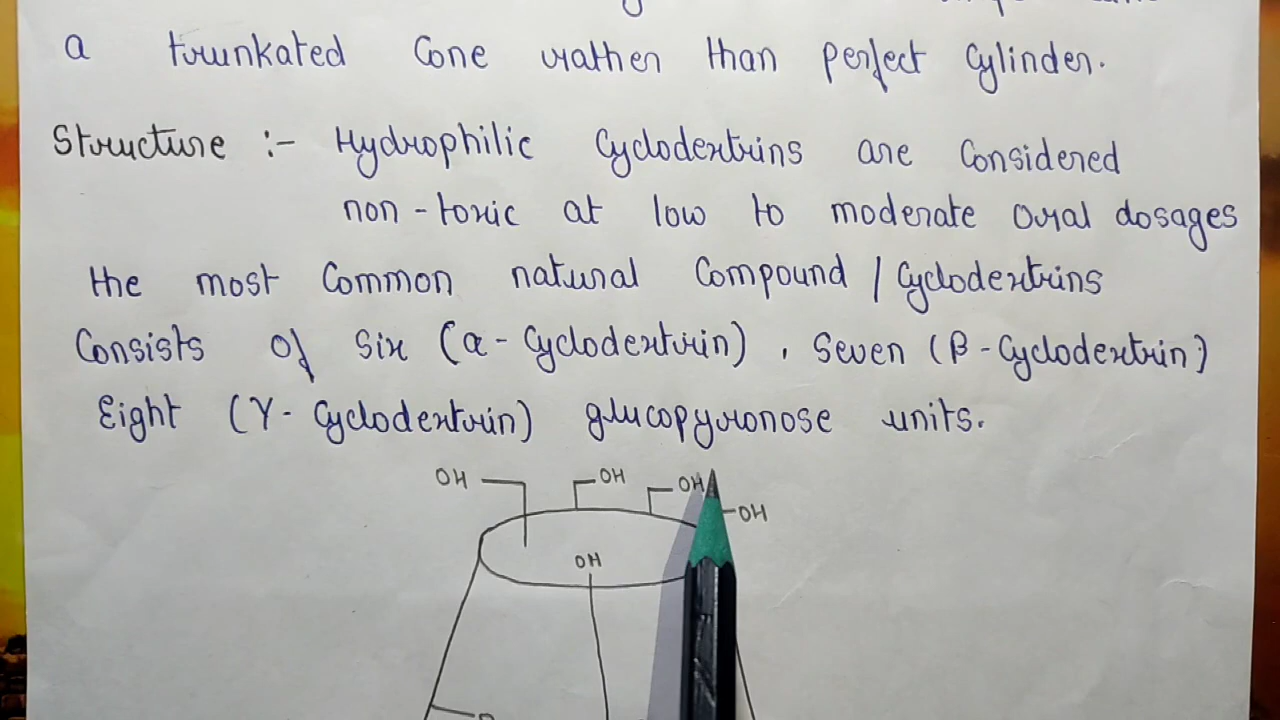 a trunkated Cone rather than perfect Cylinder.
Structure :- Hydrophilic Cyclodextrins are Considered
non-toxic at low to moderate oral dosages
the most Common natural Compound / Cyclodextrins
Consists of six (α-Cyclodextrin), seven (β-Cyclodextrin)
Eight (γ-Cyclodextrin) glucopyronose units.
OH OH OH OH
OH